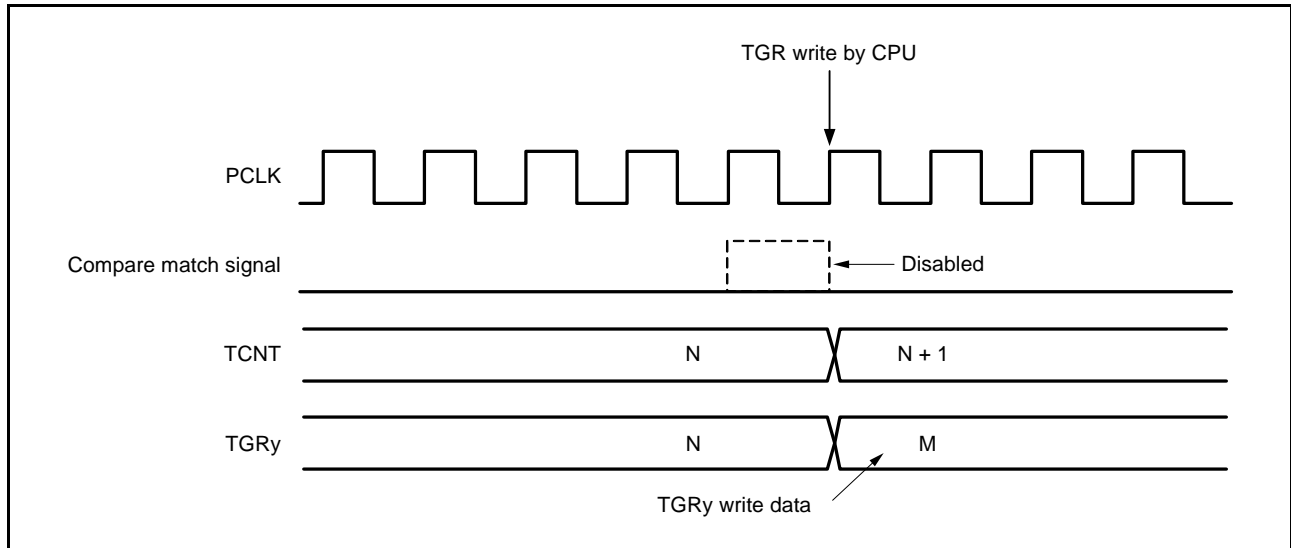 TGR write by CPU
PCLK
Compare match signal
Disabled
TCNT
N
N + 1
TGRy
N
M
TGRy write data